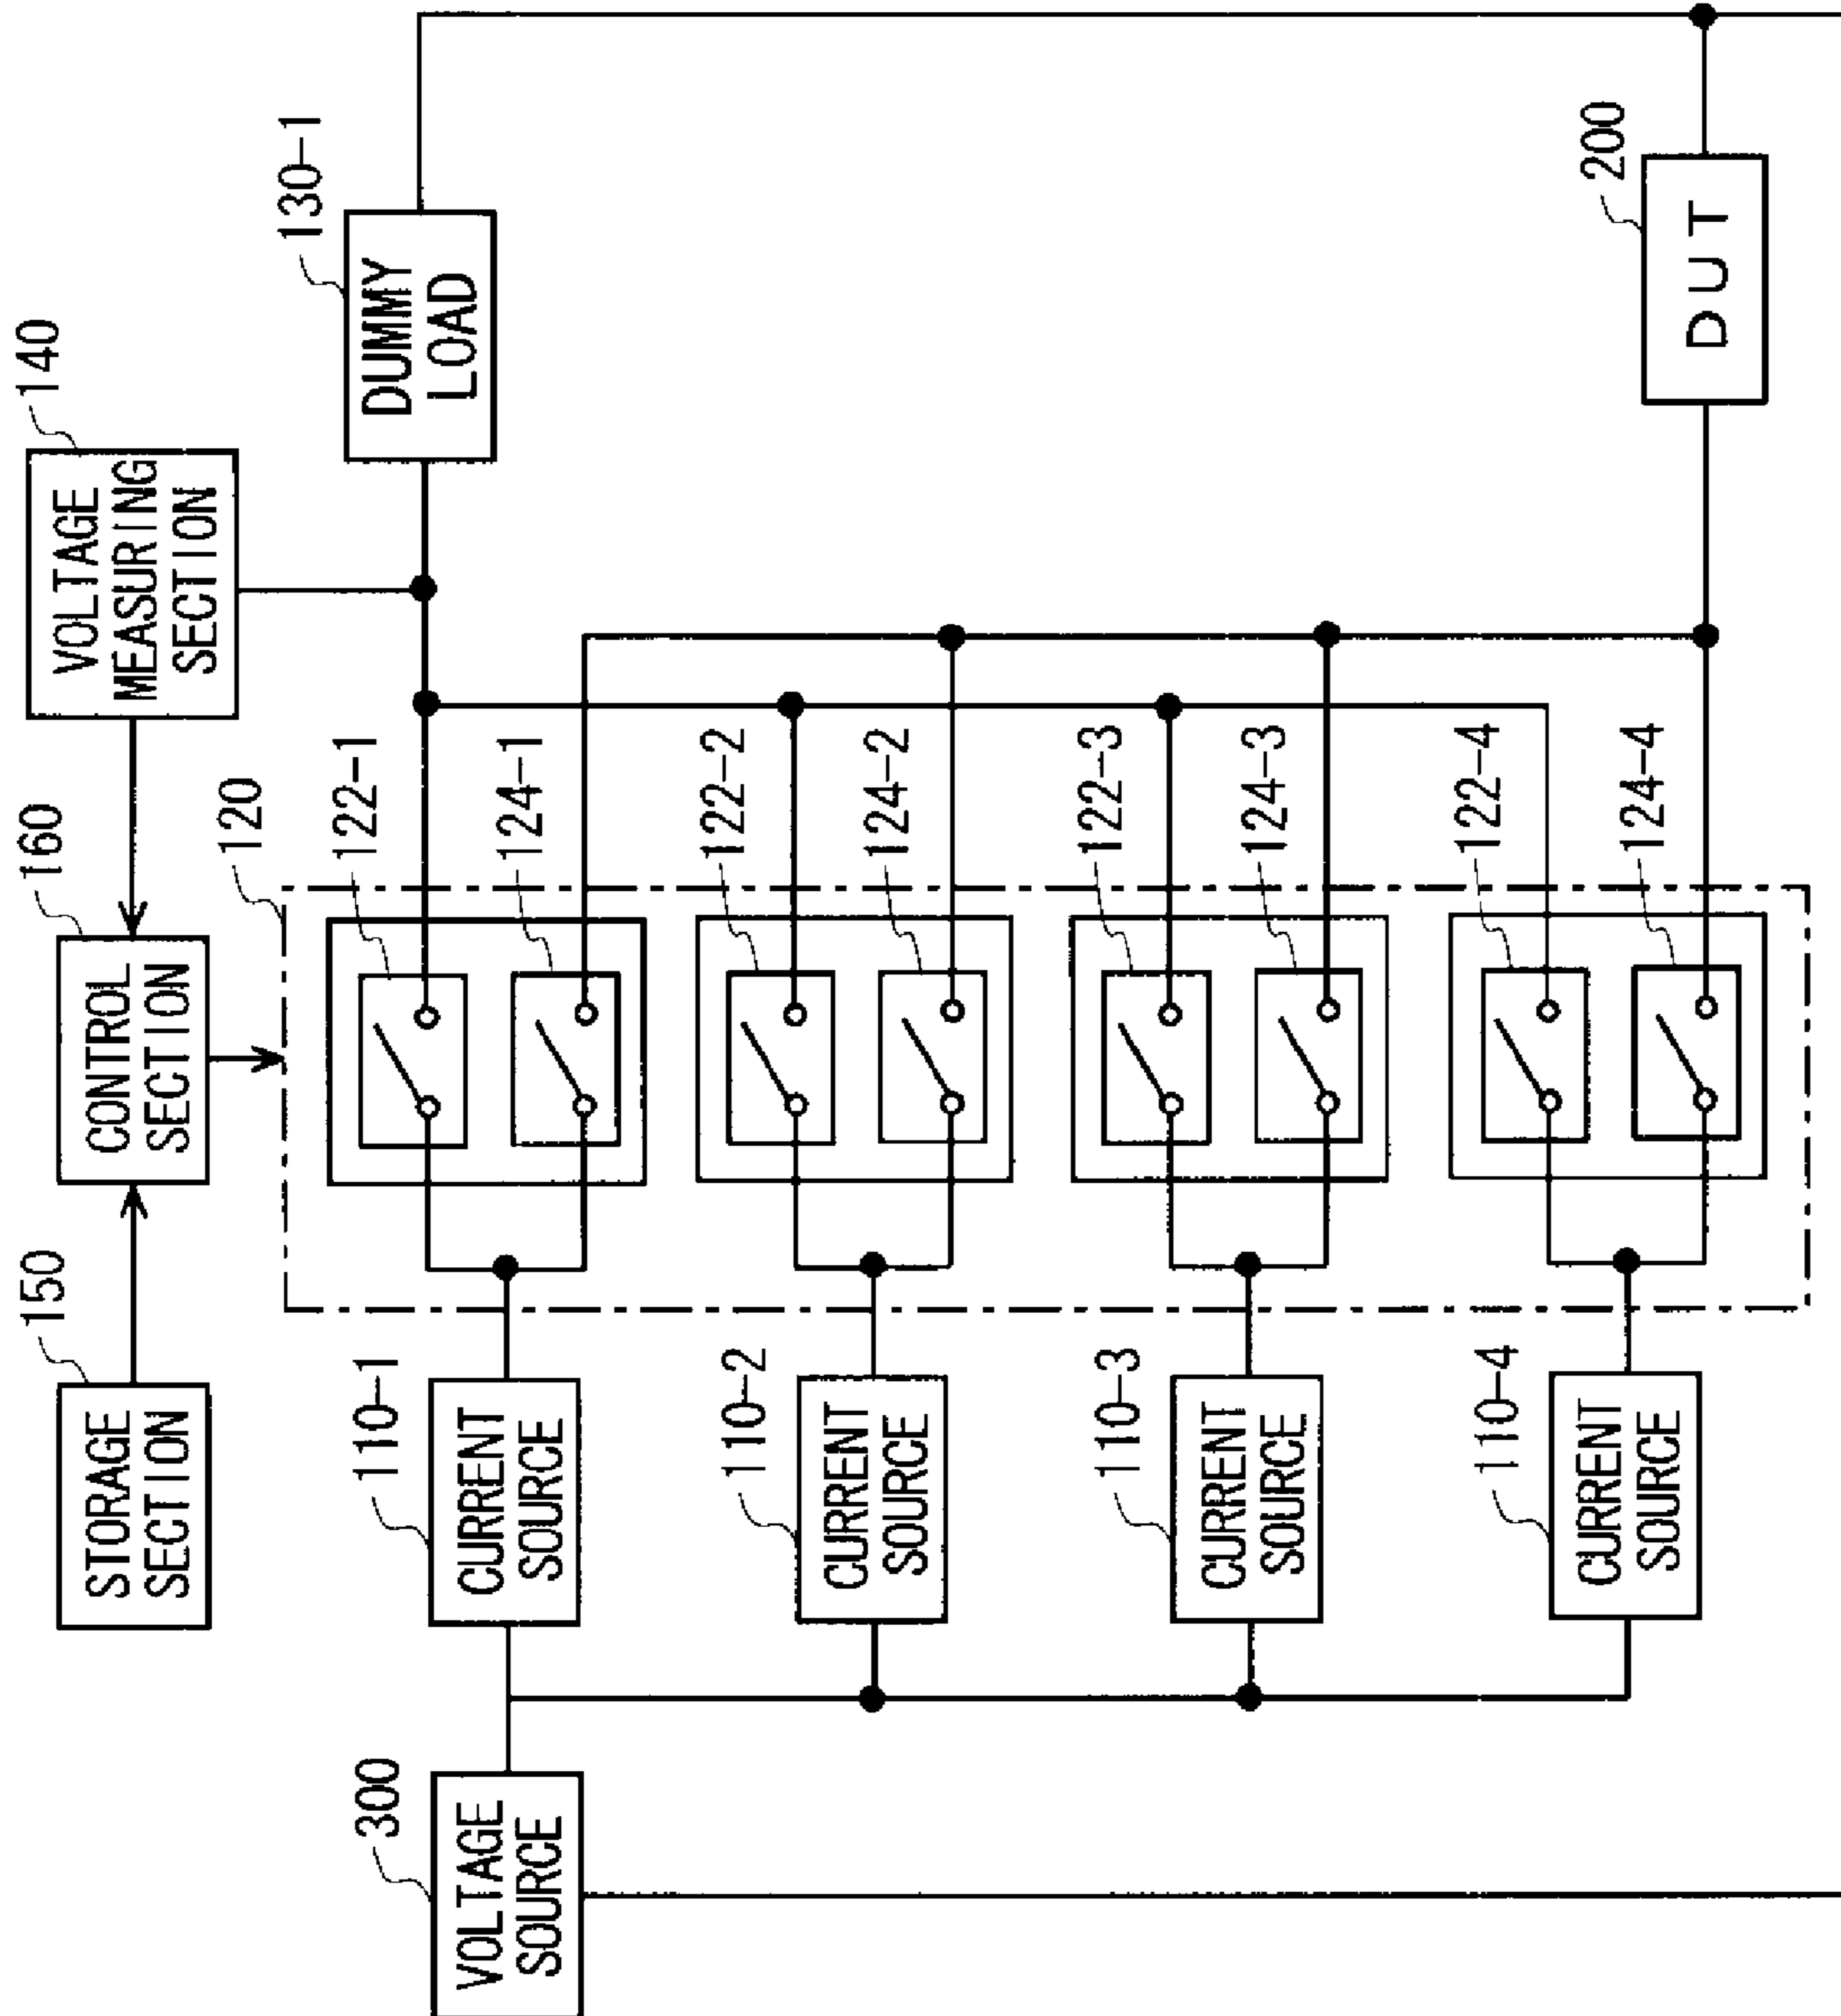 STORAGE
SECTION
150
CONTROL
SECTION
160
VOLTAGE
MEASURING
SECTION
140
120
VOLTAGE
SOURCE
300
CURRENT
SOURCE
110-1
122-1
124-1
DUMMY
LOAD
130-1
CURRENT
SOURCE
110-2
122-2
124-2
CURRENT
SOURCE
110-3
122-3
124-3
CURRENT
SOURCE
110-4
122-4
124-4
DUT
200